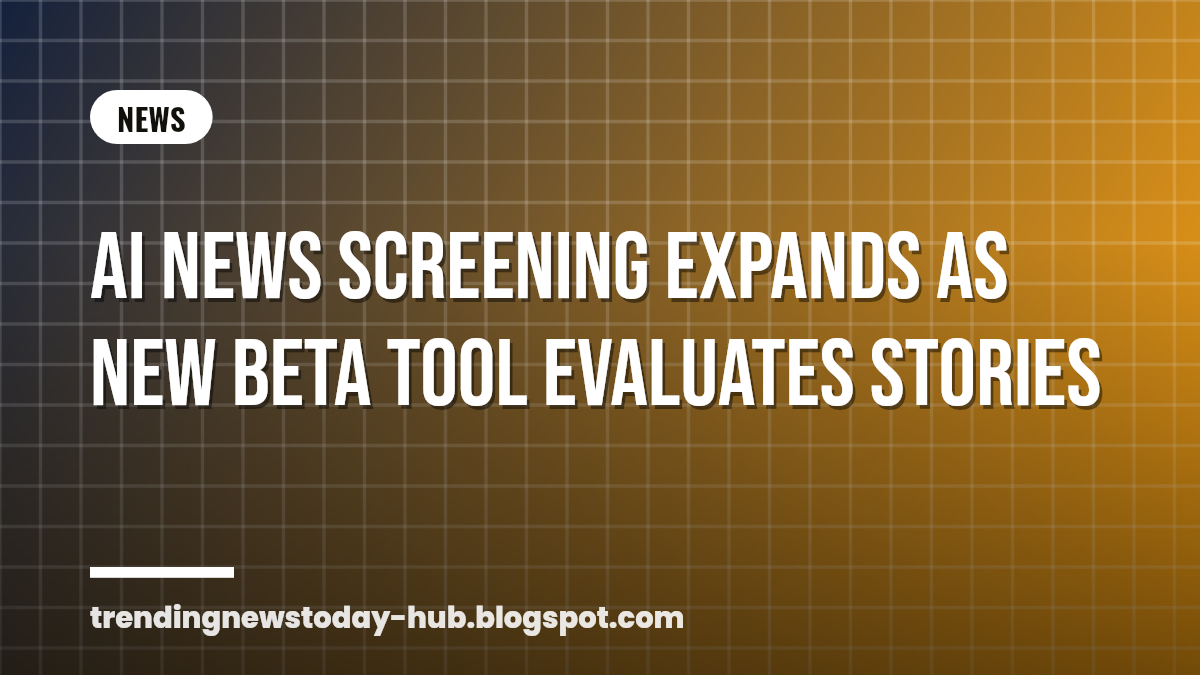 NEWS
AI NEWS SCREENING EXPANDS AS
NEW BETA TOOL EVALUATES STORIES
trendingnewstoday-hub.blogspot.com